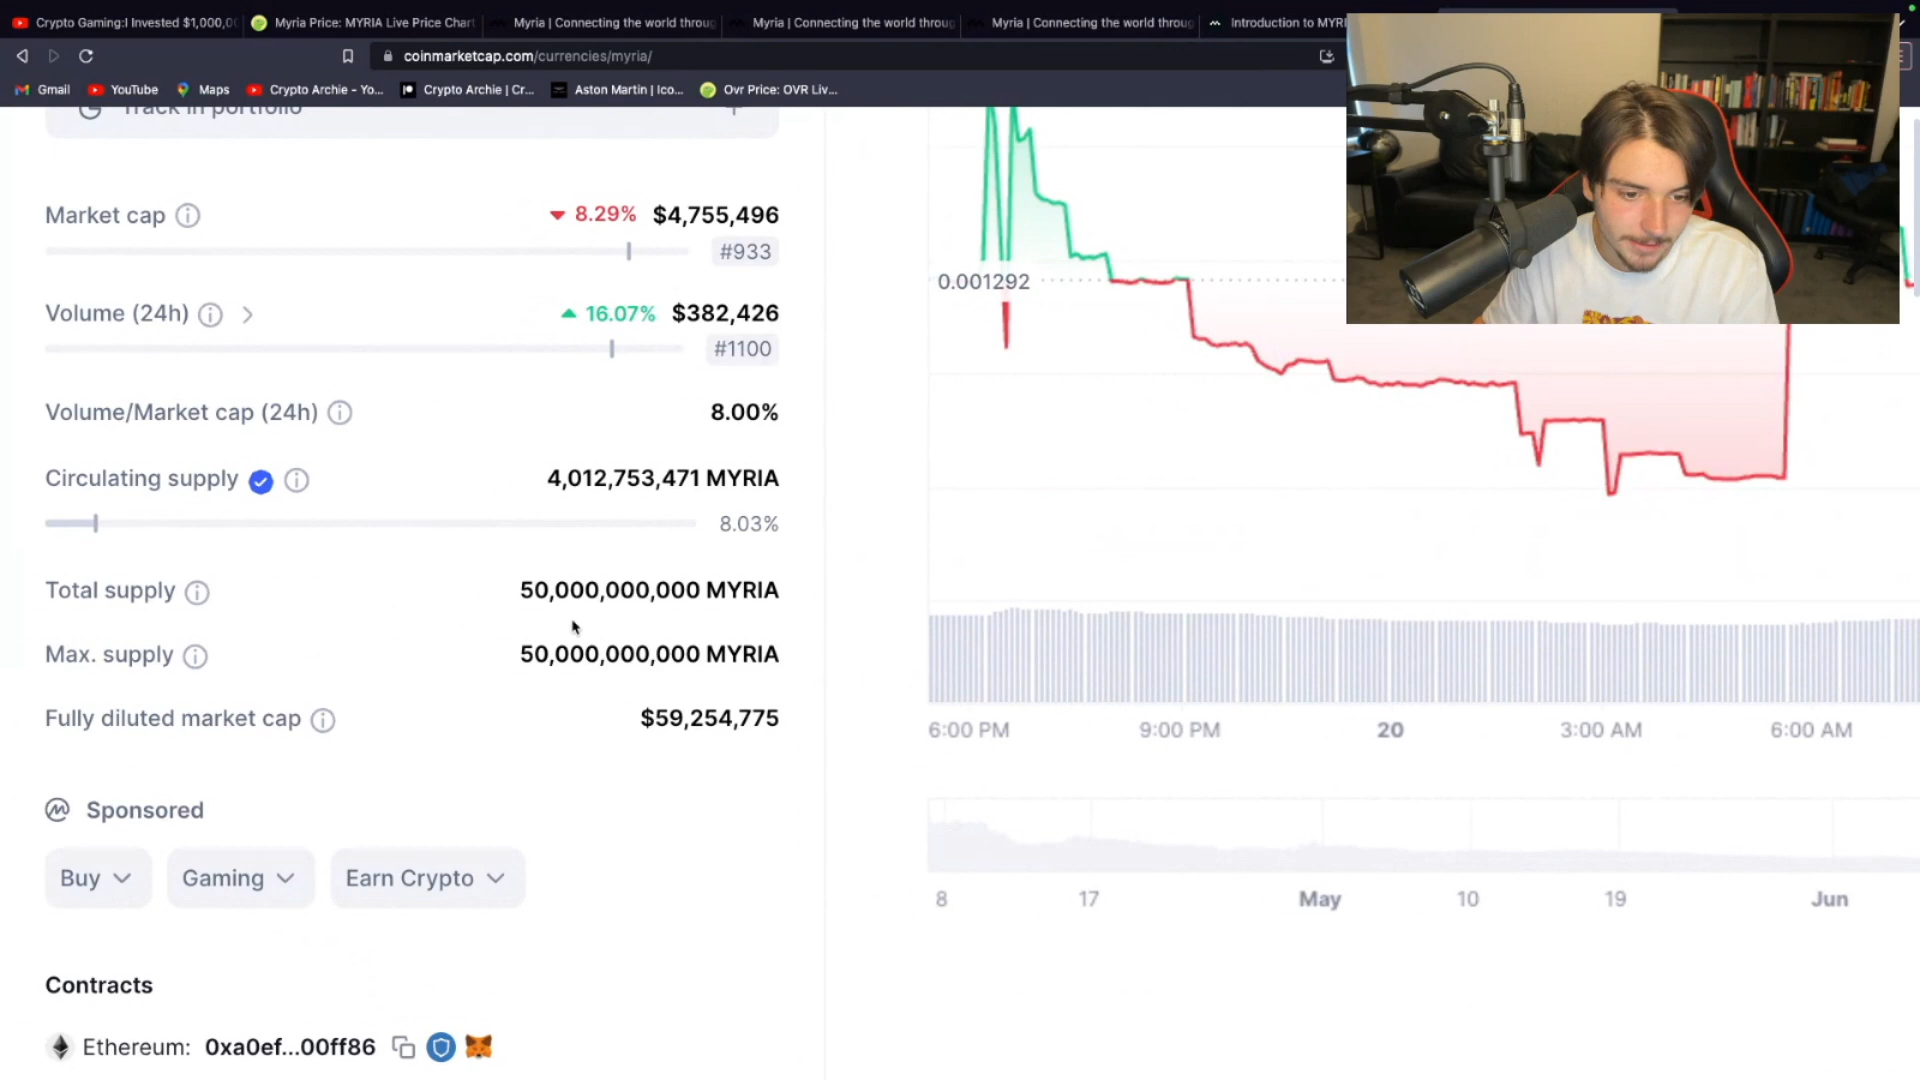 Crypto Gaming:I Invested $1,000,0
Myria Price: MYRIA Live Price Chart
Myria | Connecting the world throug
Myria | Connecting the world throug
Myria | Connecting the world throug
Introduction to MYRI
coinmarketcap.com/currencies/myria/
Gmail
YouTube
Maps
Crypto Archie - Yo...
Crypto Archie | Cr...
Aston Martin | Ico...
Ovr Price: OVR Liv...
Track in portfolio
Market cap 8.29% $4,755,496
#933
Volume (24h) 16.07% $382,426
#1100
Volume/Market cap (24h) 8.00%
Circulating supply 4,012,753,471 MYRIA
8.03%
Total supply 50,000,000,000 MYRIA
Max. supply 50,000,000,000 MYRIA
Fully diluted market cap $59,254,775
Sponsored
Buy
Gaming
Earn Crypto
Contracts
Ethereum: 0xa0ef...00ff86
0.001292
6:00 PM 9:00 PM 20 3:00 AM 6:00 AM
8 17 May 10 19 Jun